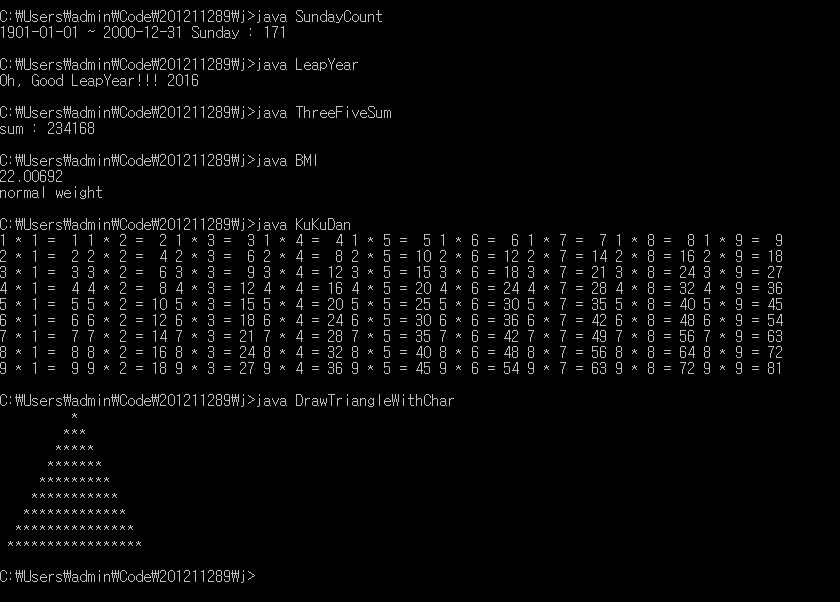 C:₩Users₩admin₩Code₩201211289₩j>java SundayCount
1901-01-01 ~ 2000-12-31 Sunday : 171
C:₩Users₩admin₩Code₩201211289₩j>java LeapYear
Oh, Good LeapYear!!! 2016
C:₩Users₩admin₩Code₩201211289₩j>java ThreeFiveSum
sum : 234168
C:₩Users₩admin₩Code₩201211289₩j>java BMI
22.00692
normal weight
C:₩Users₩admin₩Code₩201211289₩j>java KuKuDan
1 * 1 =  1 1 * 2 =  2 1 * 3 =  3 1 * 4 =  4 1 * 5 =  5 1 * 6 =  6 1 * 7 =  7 1 * 8 =  8 1 * 9 =  9
2 * 1 =  2 2 * 2 =  4 2 * 3 =  6 2 * 4 =  8 2 * 5 = 10 2 * 6 = 12 2 * 7 = 14 2 * 8 = 16 2 * 9 = 18
3 * 1 =  3 3 * 2 =  6 3 * 3 =  9 3 * 4 = 12 3 * 5 = 15 3 * 6 = 18 3 * 7 = 21 3 * 8 = 24 3 * 9 = 27
4 * 1 =  4 4 * 2 =  8 4 * 3 = 12 4 * 4 = 16 4 * 5 = 20 4 * 6 = 24 4 * 7 = 28 4 * 8 = 32 4 * 9 = 36
5 * 1 =  5 5 * 2 = 10 5 * 3 = 15 5 * 4 = 20 5 * 5 = 25 5 * 6 = 30 5 * 7 = 35 5 * 8 = 40 5 * 9 = 45
6 * 1 =  6 6 * 2 = 12 6 * 3 = 18 6 * 4 = 24 6 * 5 = 30 6 * 6 = 36 6 * 7 = 42 6 * 8 = 48 6 * 9 = 54
7 * 1 =  7 7 * 2 = 14 7 * 3 = 21 7 * 4 = 28 7 * 5 = 35 7 * 6 = 42 7 * 7 = 49 7 * 8 = 56 7 * 9 = 63
8 * 1 =  8 8 * 2 = 16 8 * 3 = 24 8 * 4 = 32 8 * 5 = 40 8 * 6 = 48 8 * 7 = 56 8 * 8 = 64 8 * 9 = 72
9 * 1 =  9 9 * 2 = 18 9 * 3 = 27 9 * 4 = 36 9 * 5 = 45 9 * 6 = 54 9 * 7 = 63 9 * 8 = 72 9 * 9 = 81
C:₩Users₩admin₩Code₩201211289₩j>java DrawTriangleWithChar
         *
        ***
       *****
      *******
     *********
    ***********
   *************
  ***************
 *****************
C:₩Users₩admin₩Code₩201211289₩j>